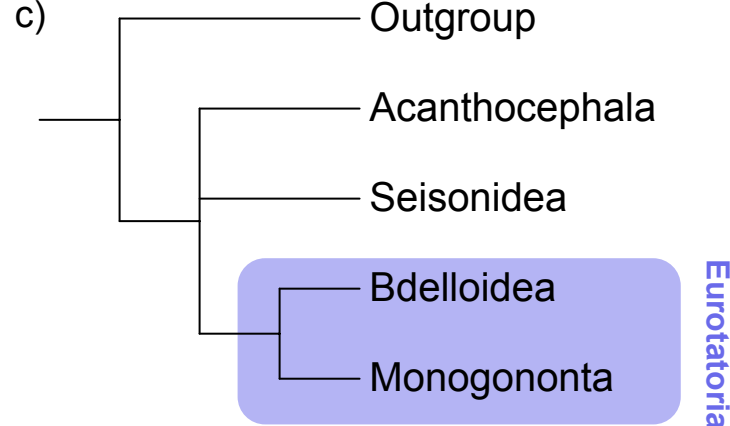 c)
Outgroup
Acanthocephala
Seisonidea
Bdelloidea
Monogononta
Eurotatoria